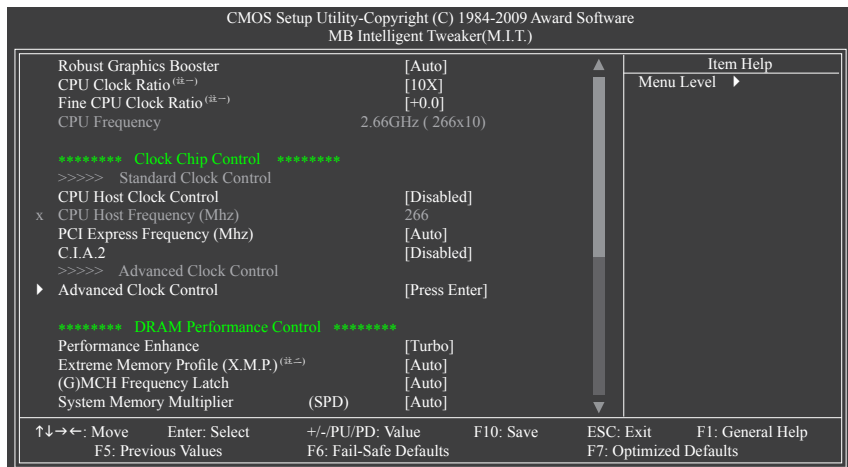 CMOS Setup Utility-Copyright (C) 1984-2009 Award Software
MB Intelligent Tweaker(M.I.T.)
Robust Graphics Booster [Auto]
CPU Clock Ratio (註一) [10X]
Fine CPU Clock Ratio (註一) [+0.0]
CPU Frequency 2.66GHz ( 266x10)
******** Clock Chip Control ********
>>>>> Standard Clock Control
CPU Host Clock Control [Disabled]
x CPU Host Frequency (Mhz) 266
PCI Express Frequency (Mhz) [Auto]
C.I.A.2 [Disabled]
>>>>> Advanced Clock Control
Advanced Clock Control [Press Enter]
******** DRAM Performance Control ********
Performance Enhance [Turbo]
Extreme Memory Profile (X.M.P.) (註二) [Auto]
(G)MCH Frequency Latch [Auto]
System Memory Multiplier (SPD) [Auto]
Item Help
Menu Level
↑↓→←: Move Enter: Select +/-/PU/PD: Value F10: Save ESC: Exit F1: General Help
F5: Previous Values F6: Fail-Safe Defaults F7: Optimized Defaults